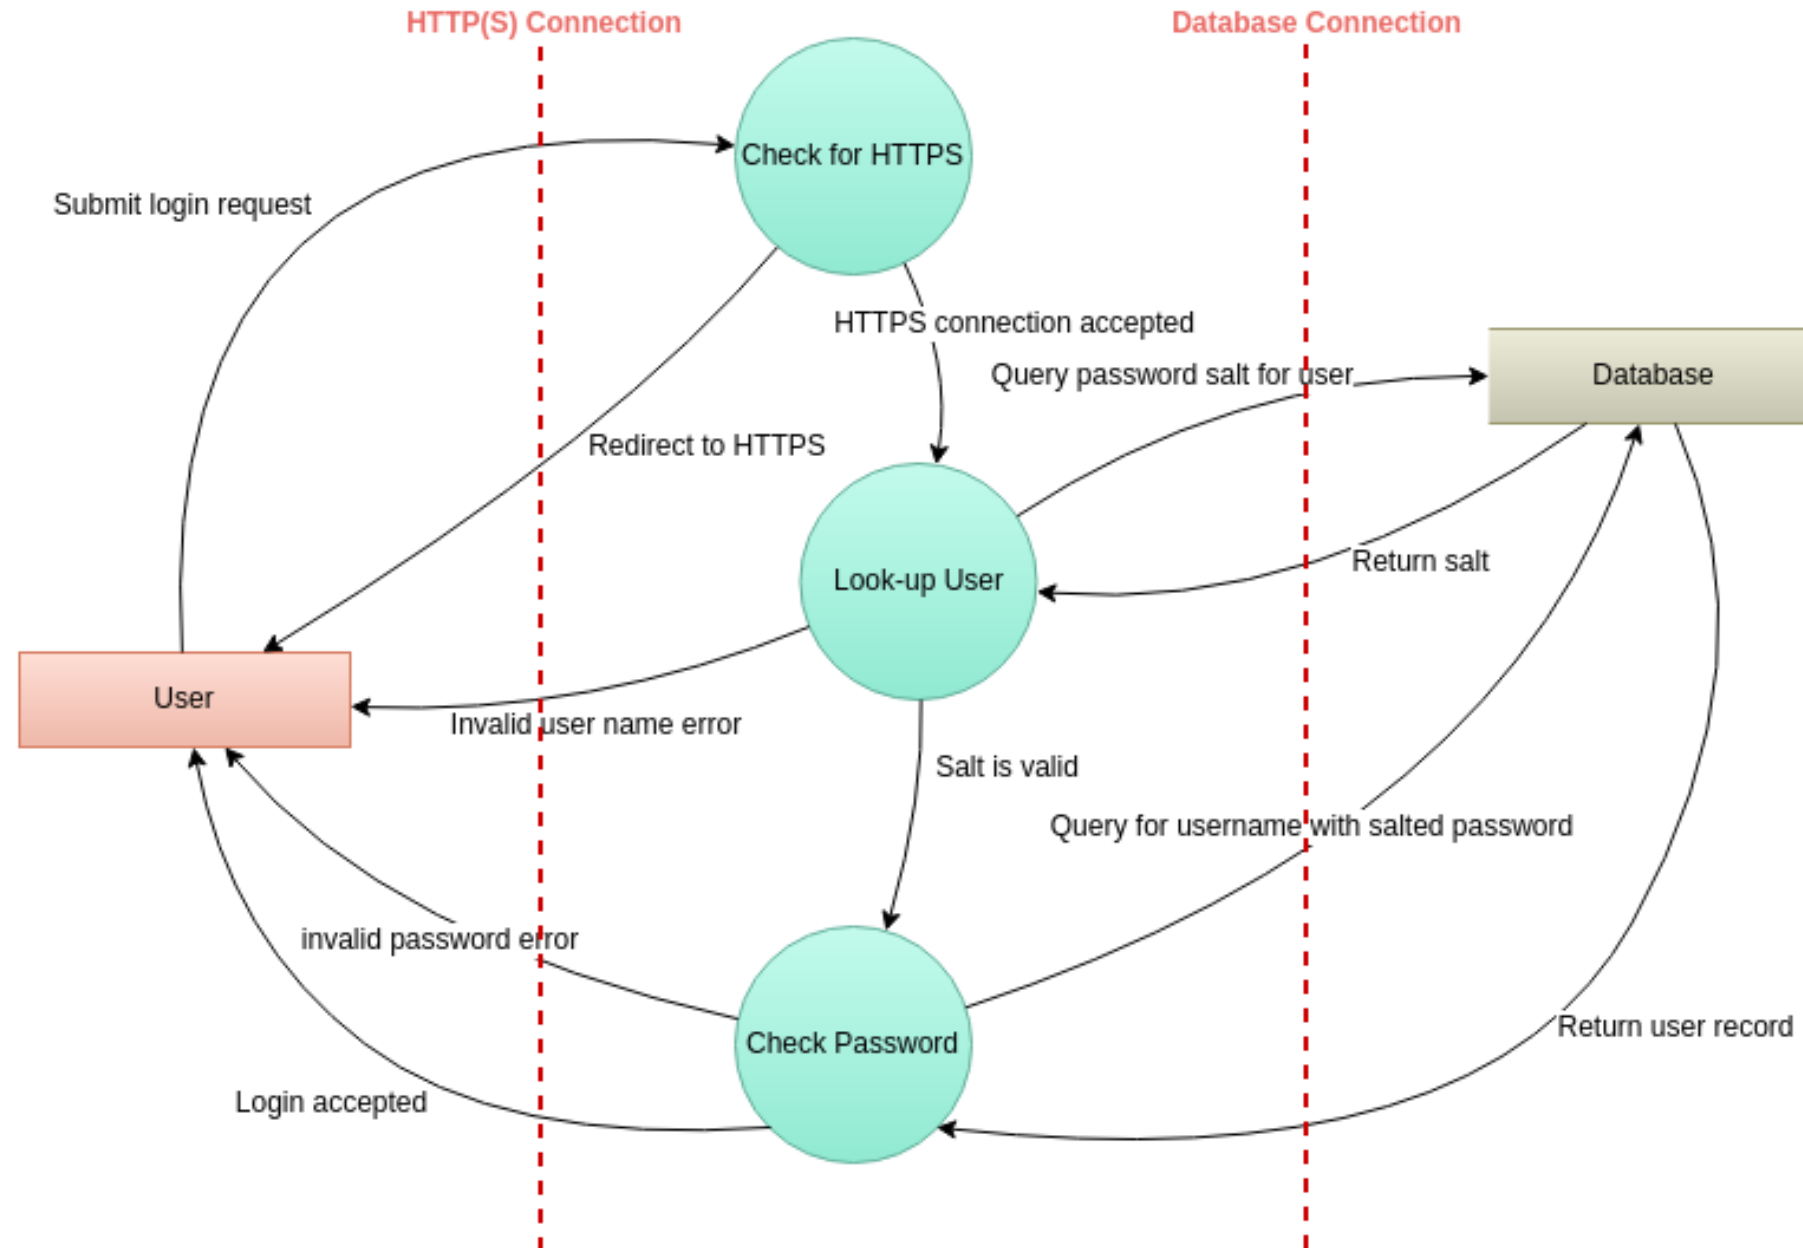 HTTP(S) Connection
Database Connection
Check for HTTPS
Submit login request
HTTPS connection accepted
Query password salt for user
Database
Redirect to HTTPS
Return salt
Look-up User
User
Invalid user name error
Salt is valid
Query for username with salted password
invalid password error
Return user record
Check Password
Login accepted